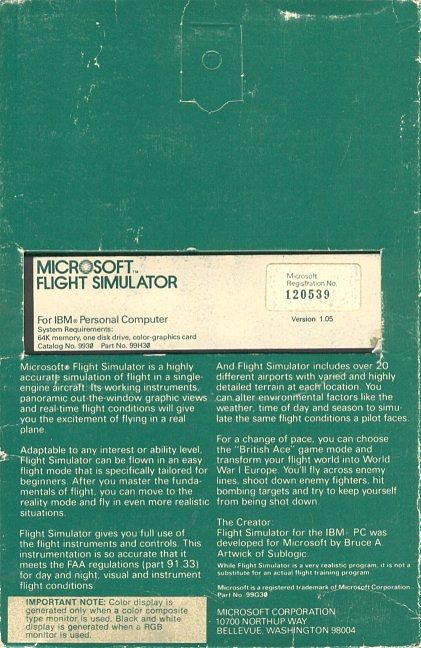 MICROSOFT™
FLIGHT SIMULATOR
Microsoft
Registration No.
120539
For IBM® Personal Computer
Version 1.05
System Requirements:
64K memory, one disk drive, color-graphics card
Catalog No. 9930 Part No. 99H30
Microsoft® Flight Simulator is a highly
accurate simulation of flight in a single-
engine aircraft. Its working instruments,
panoramic out-the-window graphic views
and real-time flight conditions will give
you the excitement of flying in a real
plane.
Adaptable to any interest or ability level,
Flight Simulator can be flown in an easy
flight mode that is specifically tailored for
beginners. After you master the funda-
mentals of flight, you can move to the
reality mode and fly in even more realistic
situations.
Flight Simulator gives you full use of
the flight instruments and controls. This
instrumentation is so accurate that it
meets the FAA regulations (part 91.33)
for day and night, visual and instrument
flight conditions.
IMPORTANT NOTE: Color display is
generated only when a color composite
type monitor is used. Black and white
display is generated when a RGB
monitor is used.
And Flight Simulator includes over 20
different airports with varied and highly
detailed terrain at each location. You
can alter environmental factors like the
weather, time of day and season to simu-
late the same flight conditions a pilot faces.
For a change of pace, you can choose
the "British Ace" game mode and
transform your flight world into World
War I Europe. You'll fly across enemy
lines, shoot down enemy fighters, hit
bombing targets and try to keep yourself
from being shot down.
The Creator:
Flight Simulator for the IBM® PC was
developed for Microsoft by Bruce A.
Artwick of Sublogic.
While Flight Simulator is a very realistic program, it is not a
substitute for an actual flight training program.
Microsoft is a registered trademark of Microsoft Corporation
Part No. 99G30
MICROSOFT CORPORATION
10700 NORTHUP WAY
BELLEVUE, WASHINGTON 98004